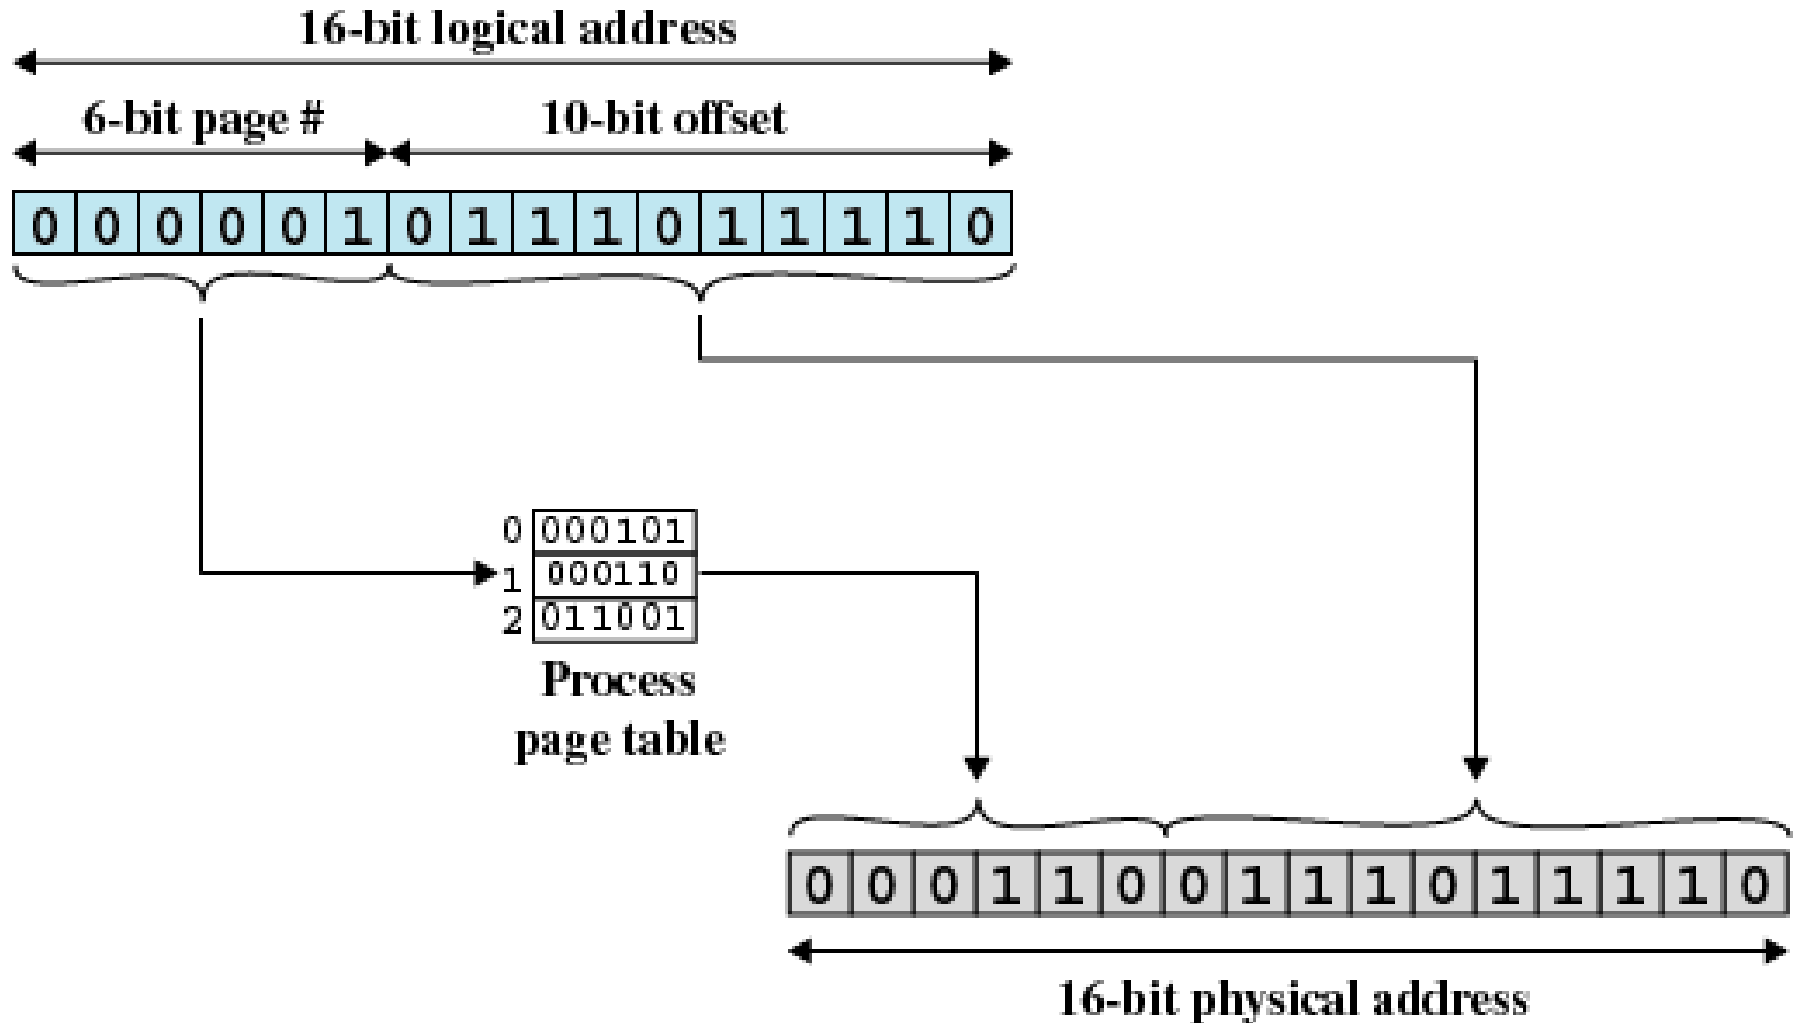 16-bit logical address
6-bit page # 10-bit offset
0 0 0 0 0 1 0 1 1 1 0 1 1 1 1 0
0 000101
1 000110
2 011001
Process
page table
0 0 0 1 1 0 0 1 1 1 0 1 1 1 1 0
16-bit physical address